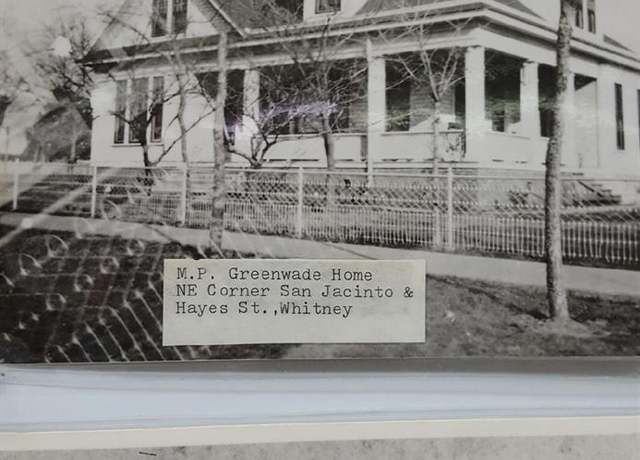 M.P. Greenwade Home
NE Corner San Jacinto &
Hayes St.,Whitney